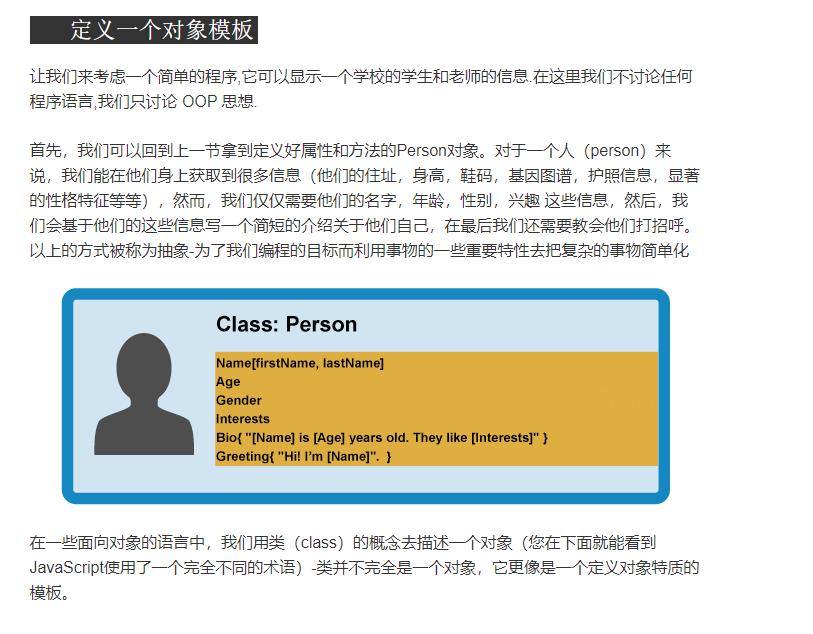 定义一个对象模板
让我们来考虑一个简单的程序,它可以显示一个学校的学生和老师的信息.在这里我们不讨论任何
程序语言,我们只讨论 OOP 思想.
首先，我们可以回到上一节拿到定义好属性和方法的Person对象。对于一个人（person）来
说，我们能在他们身上获取到很多信息（他们的住址，身高，鞋码，基因图谱，护照信息，显著
的性格特征等等），然而，我们仅仅需要他们的名字，年龄，性别，兴趣 这些信息，然后，我
们会基于他们的这些信息写一个简短的介绍关于他们自己，在最后我们还需要教会他们打招呼。
以上的方式被称为抽象-为了我们编程的目标而利用事物的一些重要特性去把复杂的事物简单化
Class: Person
Name[firstName, lastName]
Age
Gender
Interests
Bio{ "[Name] is [Age] years old. They like [Interests]" }
Greeting{ "Hi! I'm [Name]".  }
在一些面向对象的语言中，我们用类（class）的概念去描述一个对象（您在下面就能看到
JavaScript使用了一个完全不同的术语）-类并不完全是一个对象，它更像是一个定义对象特质的
模板。